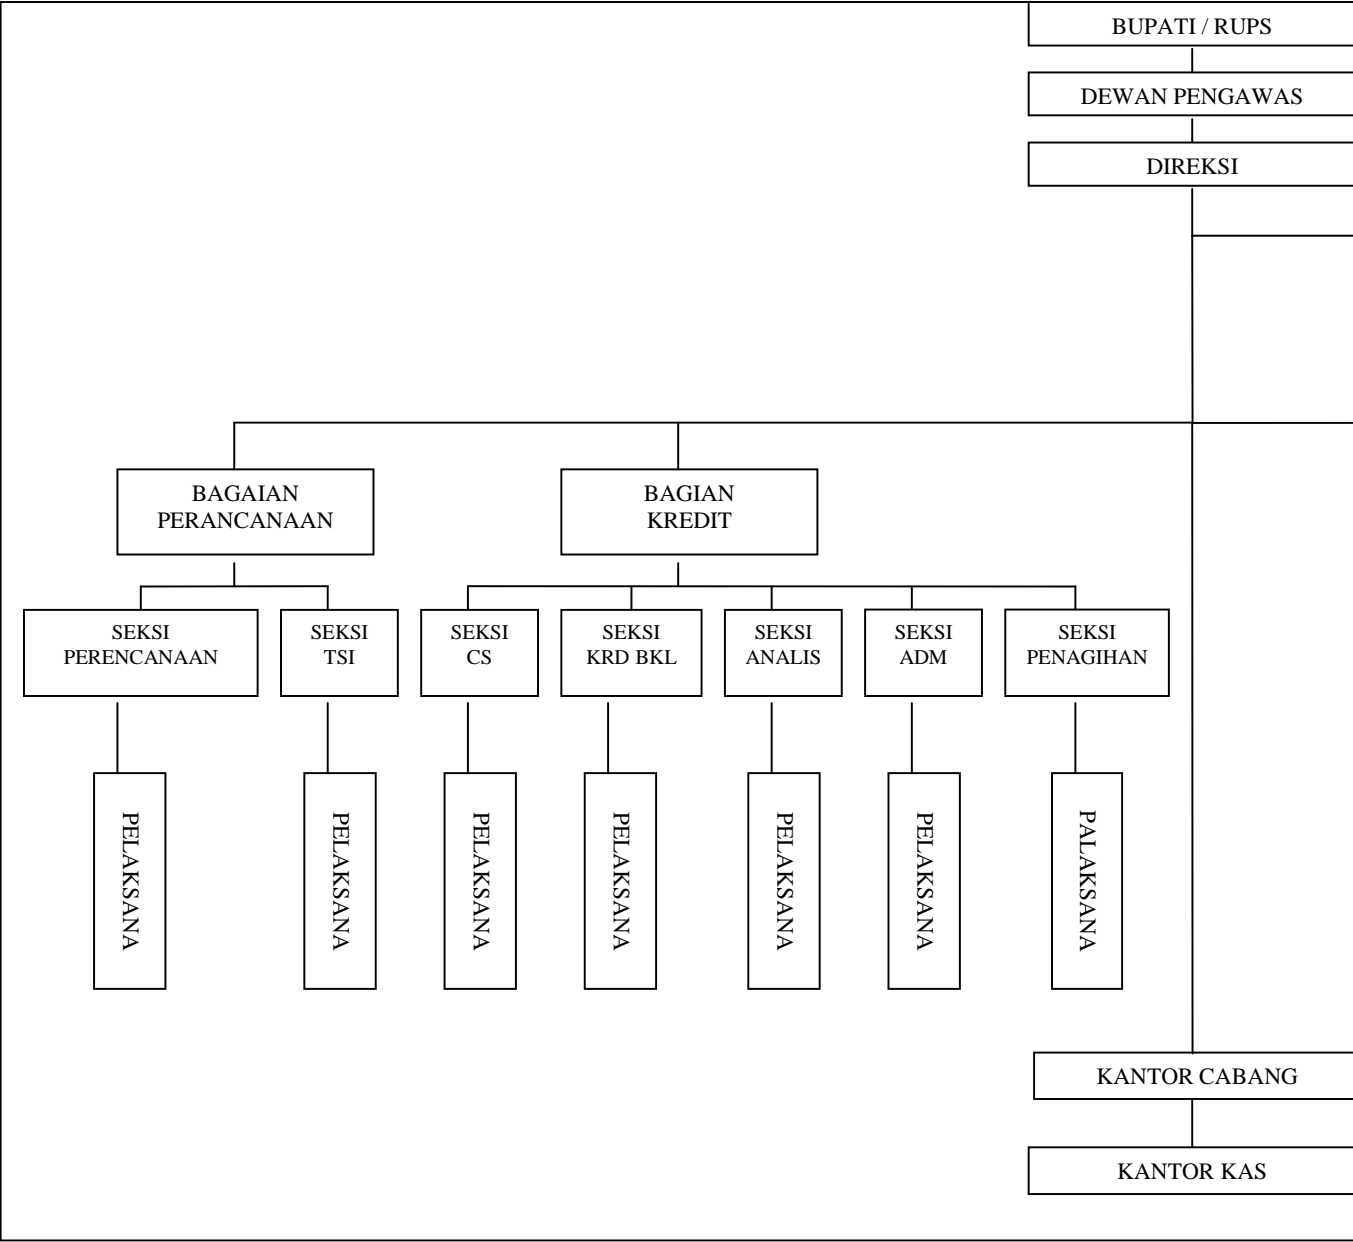 BUPATI / RUPS
DEWAN PENGAWAS
DIREKSI
BAGAIAN
PERANCANAAN
BAGIAN
KREDIT
SEKSI
PERENCANAAN
SEKSI
TSI
SEKSI
CS
SEKSI
KRD BKL
SEKSI
ANALIS
SEKSI
ADM
SEKSI
PENAGIHAN
PELAKSANA
PELAKSANA
PELAKSANA
PELAKSANA
PELAKSANA
PELAKSANA
PALAKSANA
KANTOR CABANG
KANTOR KAS